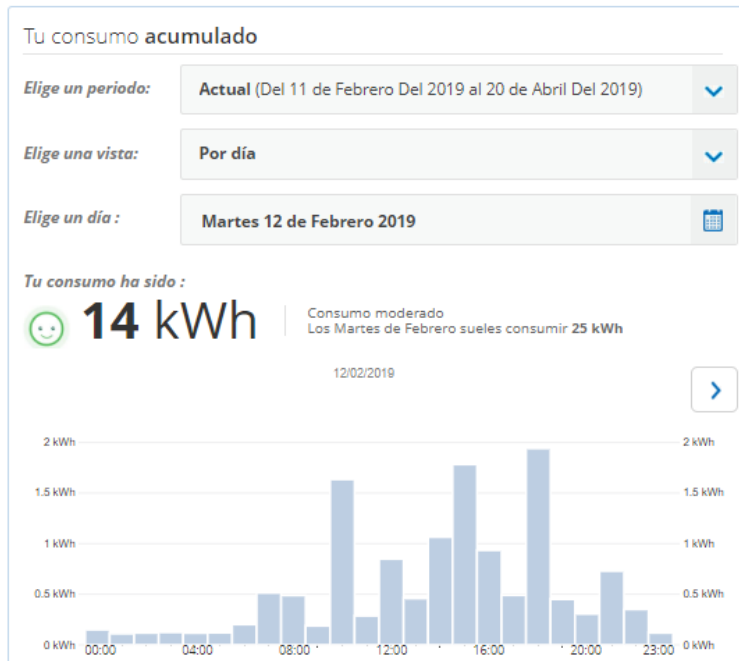 Tu consumo acumulado
Elige un periodo: Actual (Del 11 de Febrero Del 2019 al 20 de Abril Del 2019)
Elige una vista: Por día
Elige un día : Martes 12 de Febrero 2019
Tu consumo ha sido :
14 kWh
Consumo moderado
Los Martes de Febrero sueles consumir 25 kWh
12/02/2019
2 kWh 2 kWh
1.5 kWh 1.5 kWh
1 kWh 1 kWh
0.5 kWh 0.5 kWh
0 kWh 00:00 04:00 08:00 12:00 16:00 20:00 23:00 0 kWh